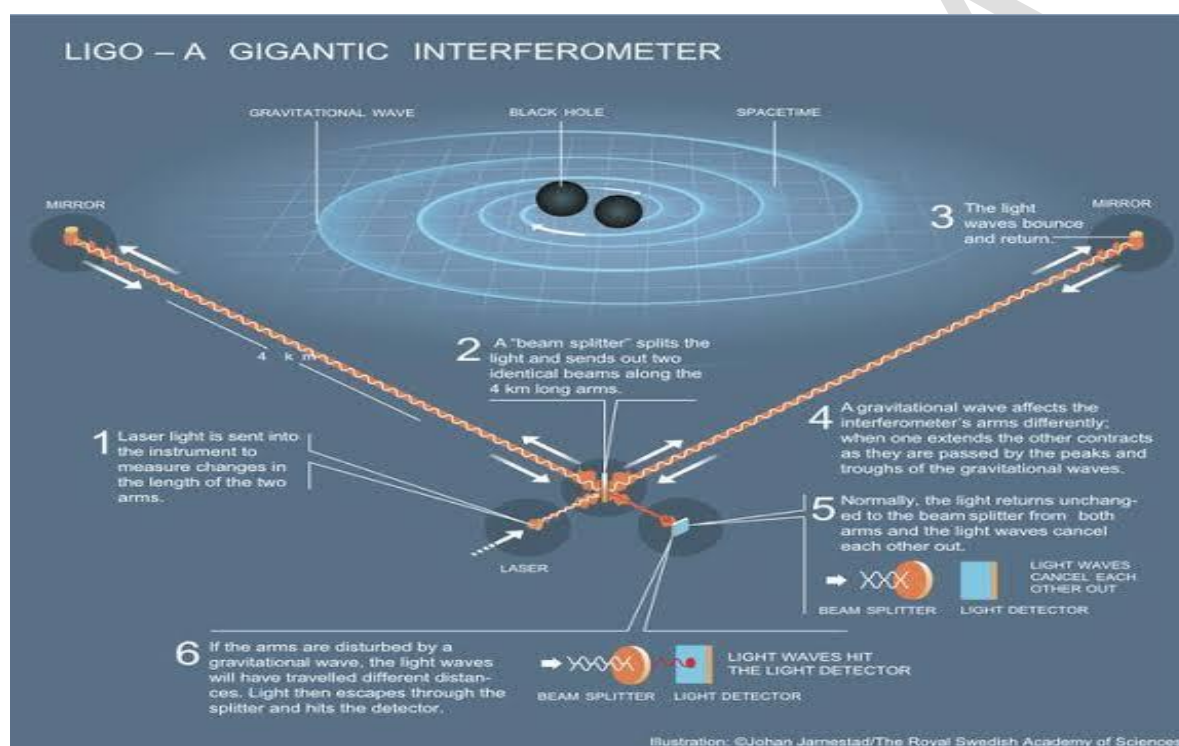 LIGO – A GIGANTIC INTERFEROMETER
GRAVITATIONAL WAVE
BLACK HOLE
SPACETIME
MIRROR
3 The light
waves bounce
and return.
MIRROR
4 km
2 A "beam splitter" splits the
light and sends out two
identical beams along the
4 km long arms.
1 Laser light is sent into
the instrument to
measure changes in
the length of the two
arms.
4 A gravitational wave affects the
interferometer's arms differently;
when one extends the other contracts
as they are passed by the peaks and
troughs of the gravitational waves.
LASER
5 Normally, the light returns unchang-
ed to the beam splitter from both
arms and the light waves cancel
each other out.
LIGHT WAVES
CANCEL EACH
OTHER OUT
BEAM SPLITTER
LIGHT DETECTOR
6 If the arms are disturbed by a
gravitational wave, the light waves
will have travelled different distan-
ces. Light then escapes through the
splitter and hits the detector.
LIGHT WAVES HIT
THE LIGHT DETECTOR
BEAM SPLITTER
LIGHT DETECTOR
Illustration: ©Johan Jarnestad/The Royal Swedish Academy of Sciences